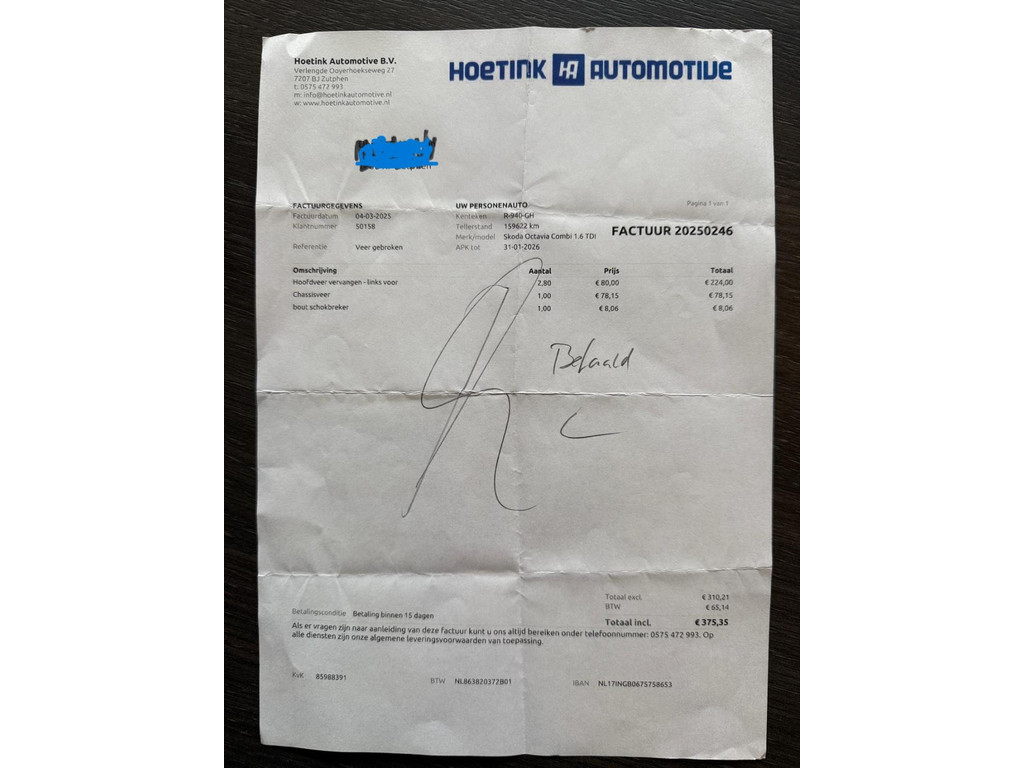 Hoetink Automotive B.V.
Verlengde Ooyerhoekseweg 27
7207 BJ Zutphen
t: 0575 472 993
m: info@hoetinkautomotive.nl
w: www.hoetinkautomotive.nl
HOETINK HA AUTOMOTIVE
FACTUURGEGEVENS
Factuurdatum 04-03-2025
Klantnummer 50158
Referentie Veer gebroken
UW PERSONENAUTO
Kenteken R-940-GH
Tellerstand 159622 km
Merk/model Skoda Octavia Combi 1.6 TDI
APK tot 31-01-2026
Pagina 1 van 1
FACTUUR 20250246
Omschrijving Aantal Prijs Totaal
Hoofdveer vervangen - links voor 2,80 € 80,00 € 224,00
Chassisveer 1,00 € 78,15 € 78,15
bout schokbreker 1,00 € 8,06 € 8,06
Betaald
Totaal excl. € 310,21
BTW € 65,14
Totaal incl. € 375,35
Betalingsconditie Betaling binnen 15 dagen
Als er vragen zijn naar aanleiding van deze factuur kunt u ons altijd bereiken onder telefoonnummer: 0575 472 993. Op
alle diensten zijn onze algemene leveringsvoorwaarden van toepassing.
KvK 85988391
BTW NL863820372B01
IBAN NL17INGB0675758653